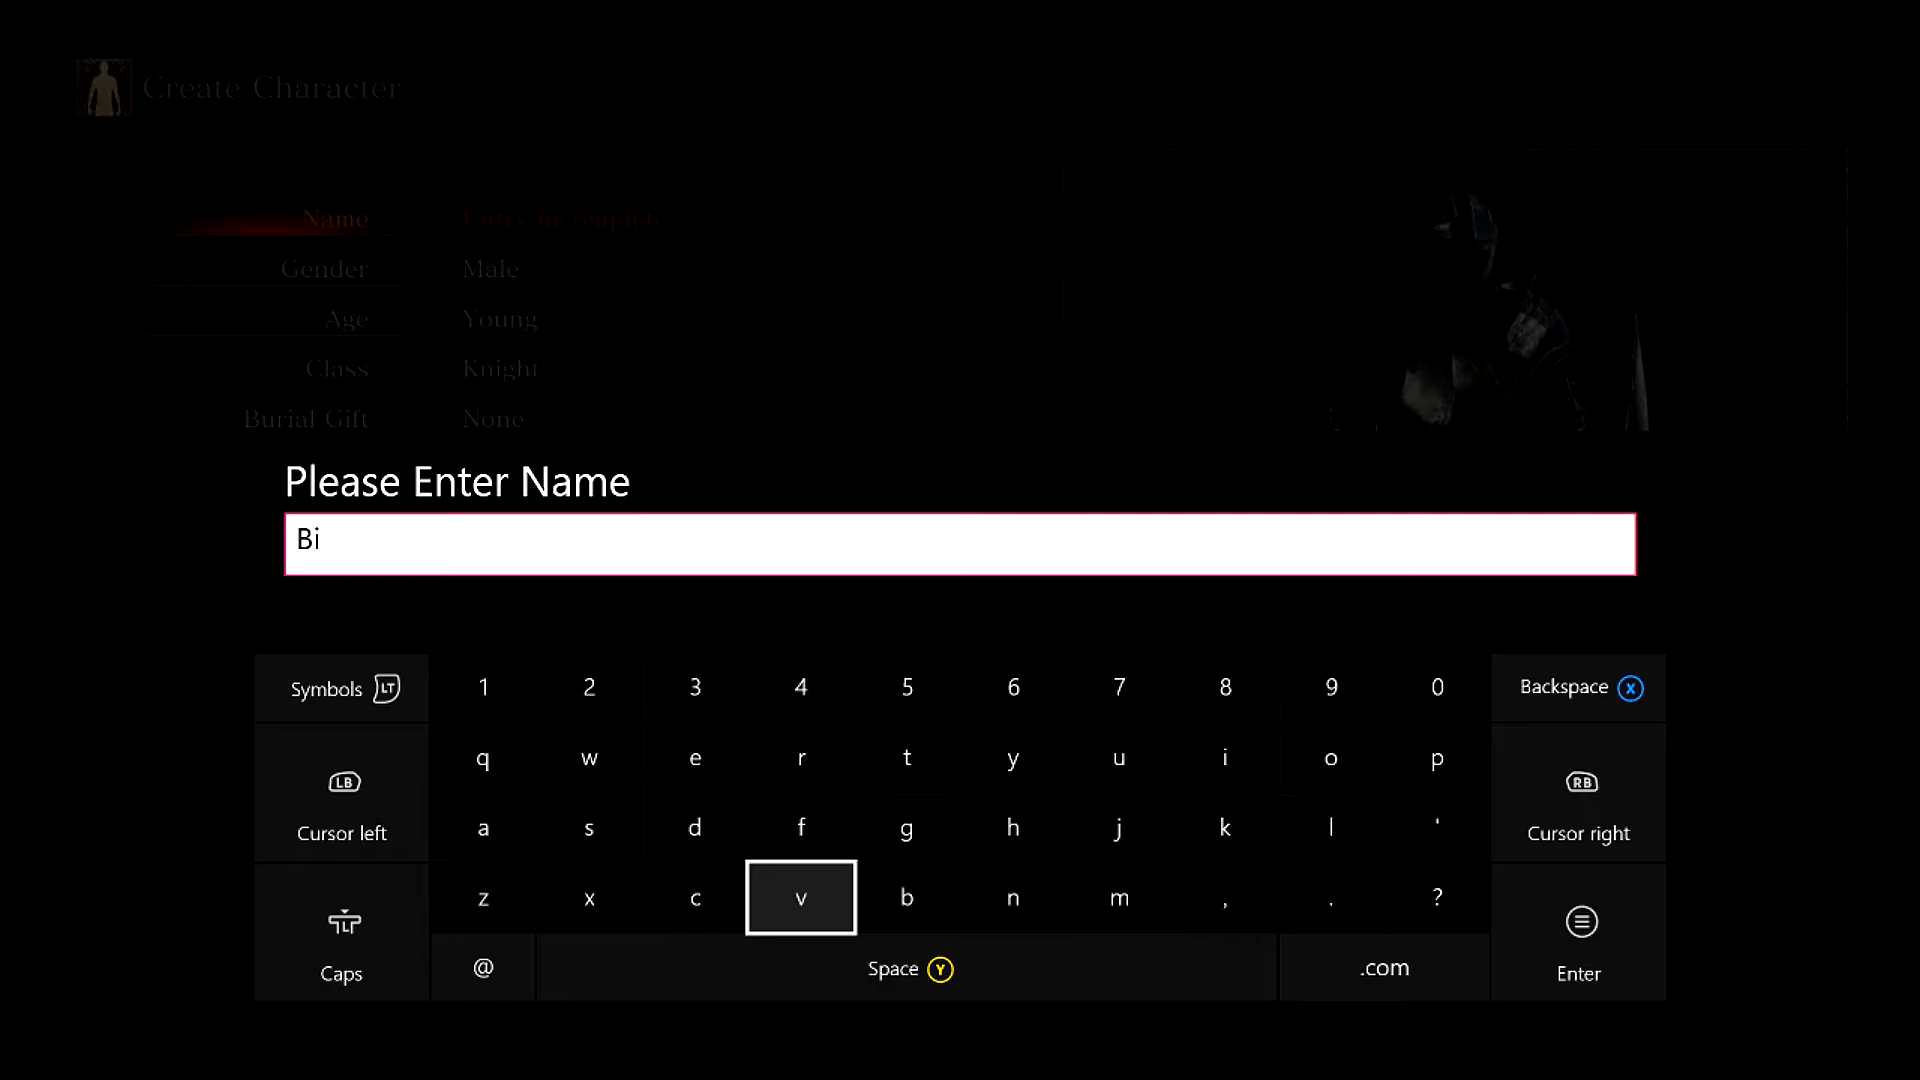 Create Character
Name Entry incomplete
Gender Male
Age Young
Class Knight
Burial Gift None
Please Enter Name
Bi
Symbols LT 1 2 3 4 5 6 7 8 9 0 Backspace X
q w e r t y u i o p
LB RB
Cursor left a s d f g h j k l ' Cursor right
z x c v b n m , . ?
Caps @ Space Y .com Enter